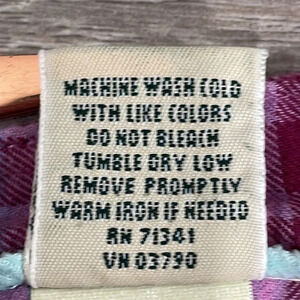 MACHINE WASH COLD
WITH LIKE COLORS
DO NOT BLEACH
TUMBLE DRY LOW
REMOVE PROMPTLY
WARM IRON IF NEEDED
RN 71341
VN 03790